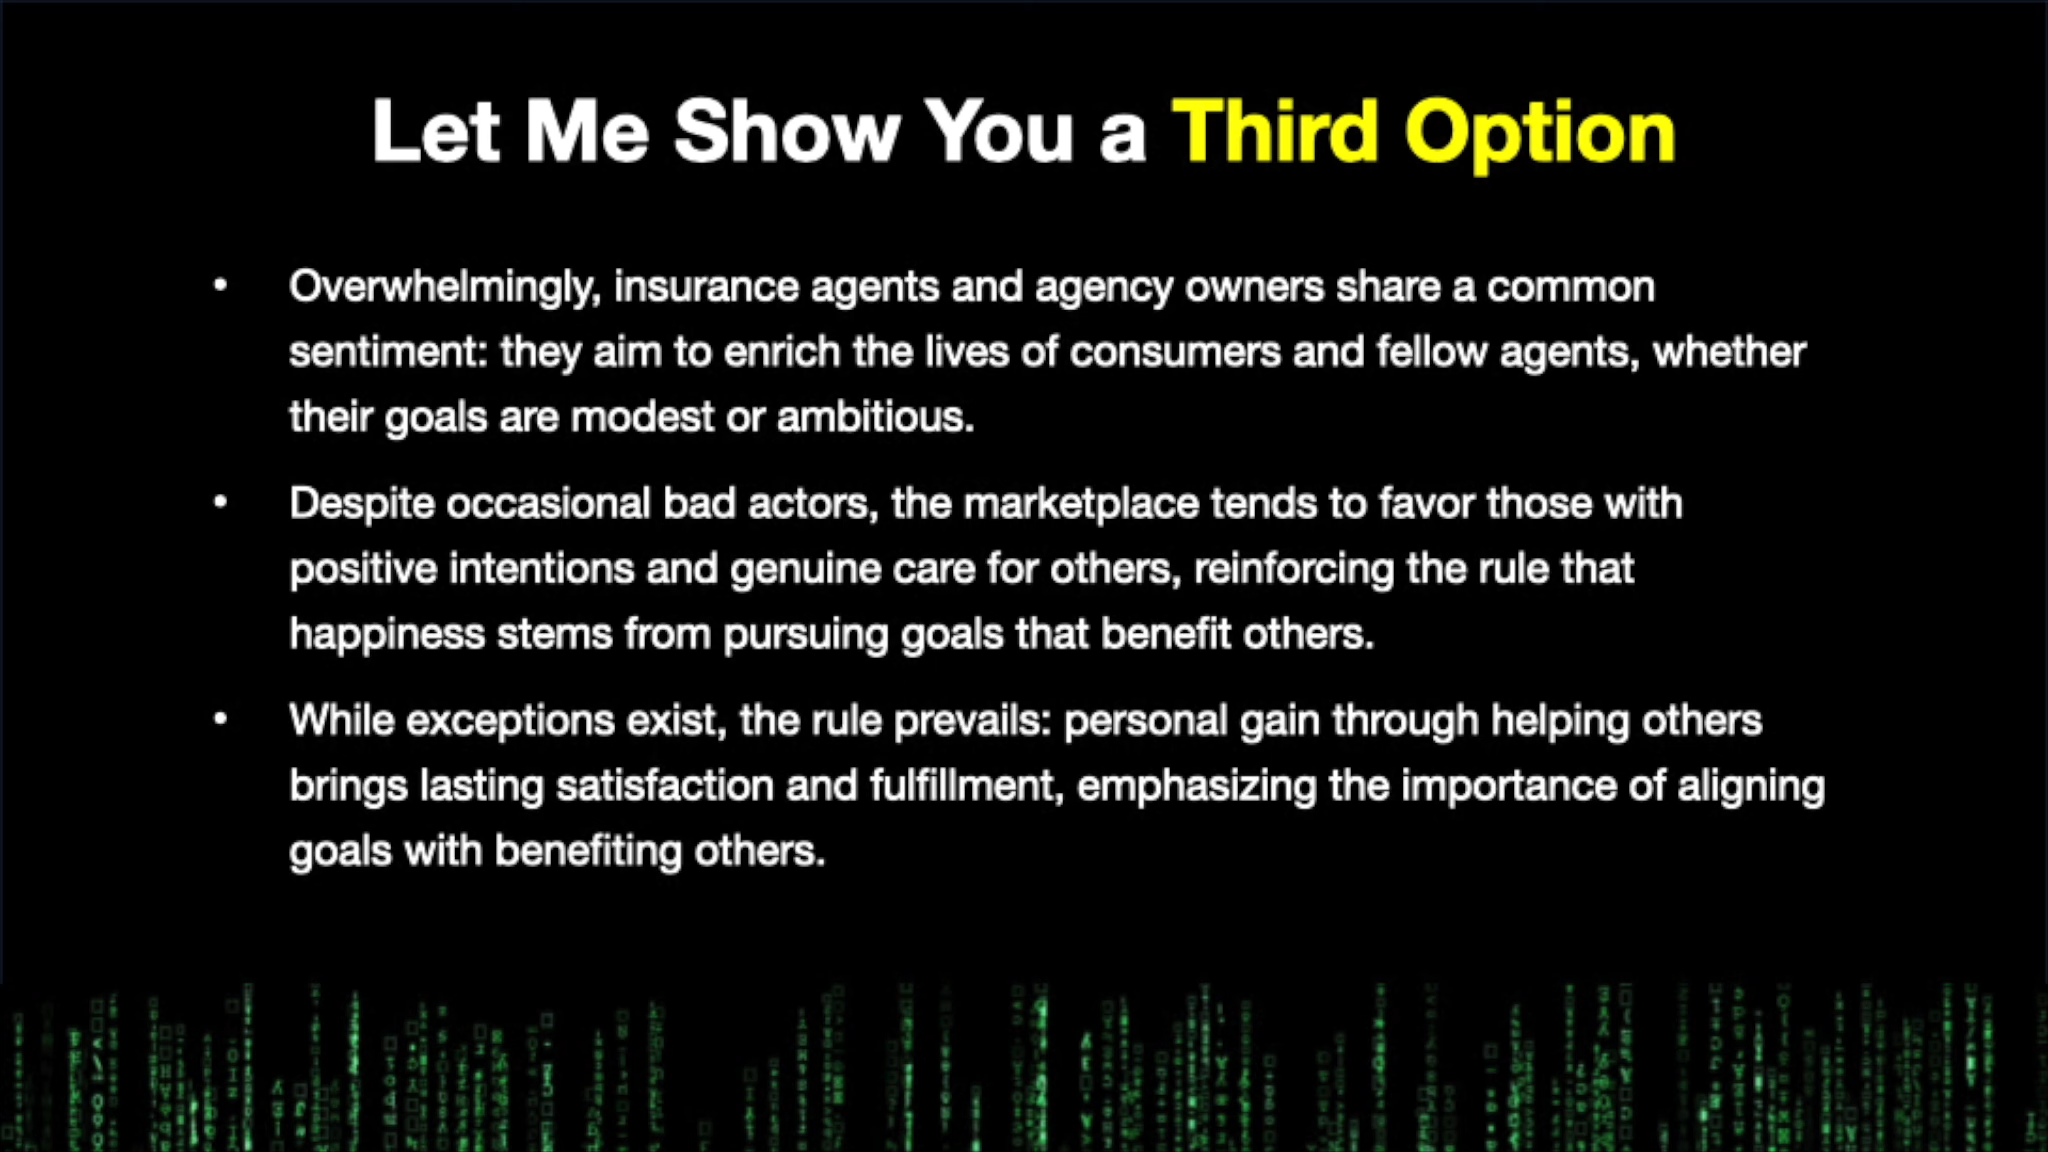 Let Me Show You a Third Option
• Overwhelmingly, insurance agents and agency owners share a common
sentiment: they aim to enrich the lives of consumers and fellow agents, whether
their goals are modest or ambitious.
• Despite occasional bad actors, the marketplace tends to favor those with
positive intentions and genuine care for others, reinforcing the rule that
happiness stems from pursuing goals that benefit others.
• While exceptions exist, the rule prevails: personal gain through helping others
brings lasting satisfaction and fulfillment, emphasizing the importance of aligning
goals with benefiting others.